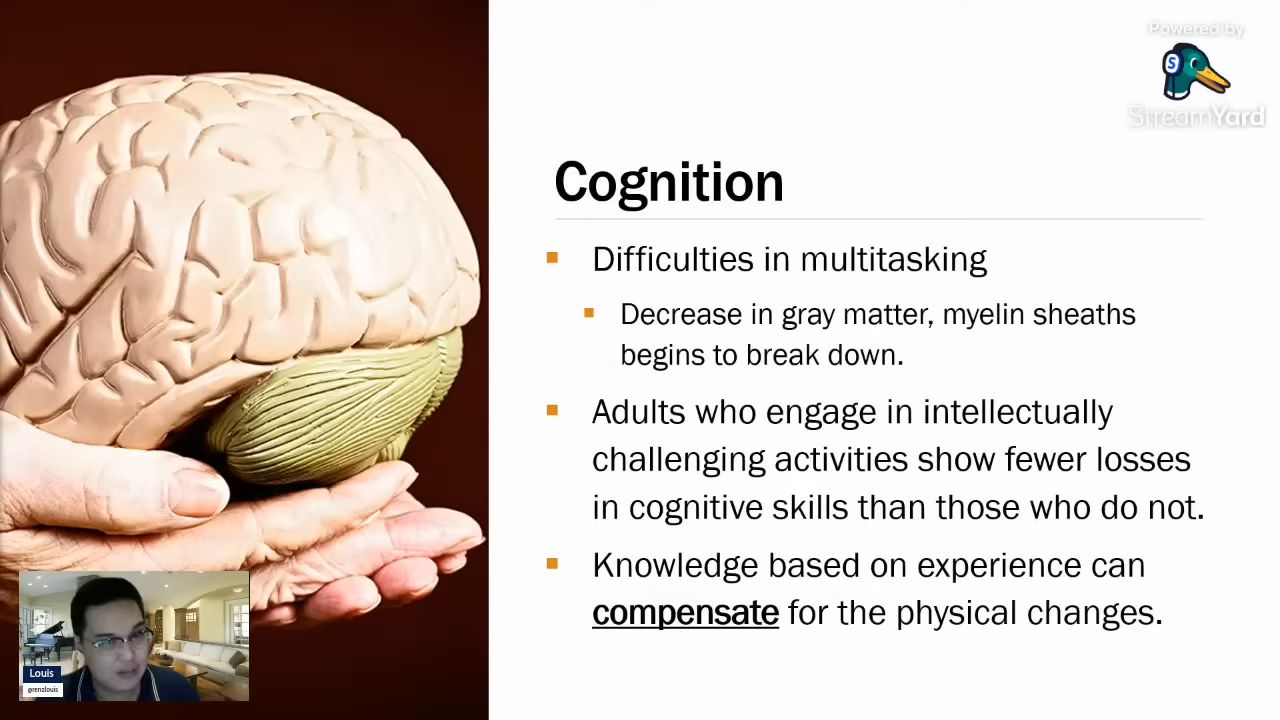 Powered by
S
StreamYard
Cognition
Difficulties in multitasking
Decrease in gray matter, myelin sheaths
begins to break down.
Adults who engage in intellectually
challenging activities show fewer losses
in cognitive skills than those who do not.
Knowledge based on experience can
compensate for the physical changes.
Louis
@renzlouis